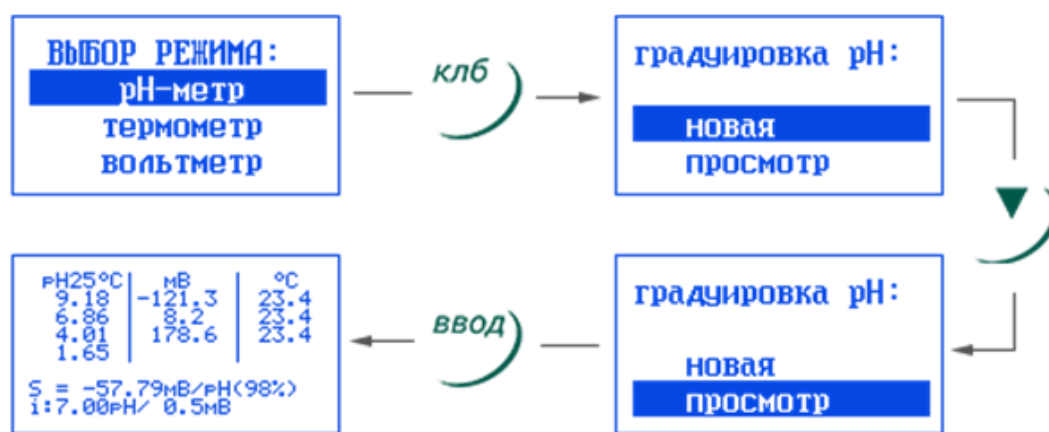 ВЫБОР РЕЖИМА:
pH-метр
термометр
вольтметр
клб
градуировка pH:
новая
просмотр
градуировка pH:
новая
просмотр
ввод
pH25°C мВ °C
9.18 -121.3 23.4
6.86 8.2 23.4
4.01 178.6 23.4
1.65
S = -57.79мВ/pH(98%)
i:7.00pH/ 0.5мВ